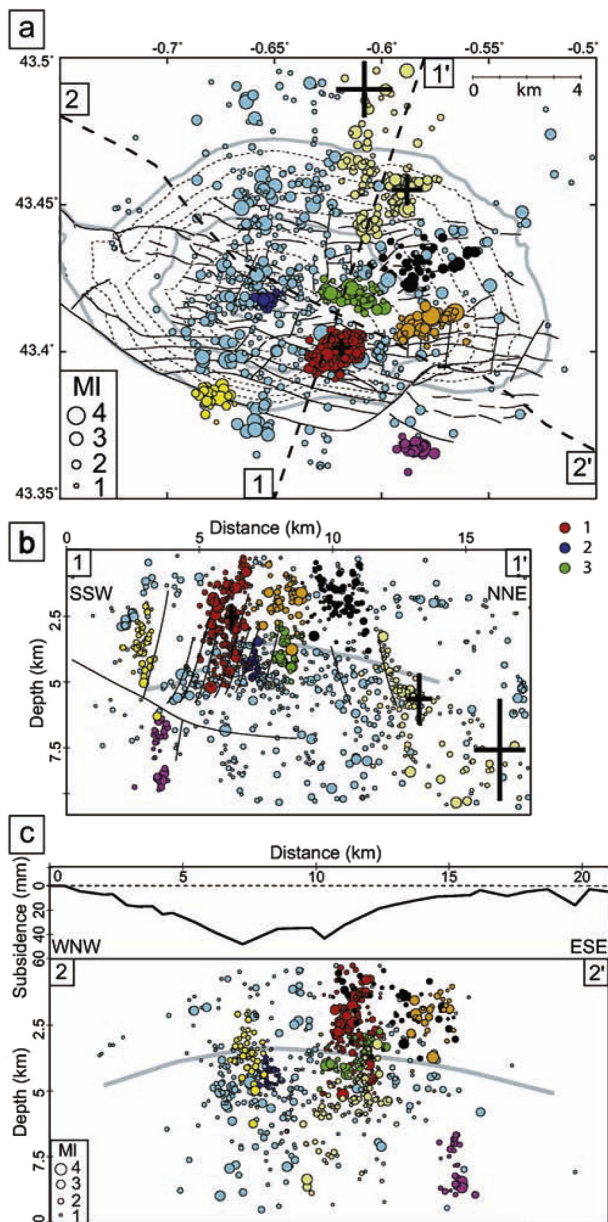 a
-0.7°
-0.65°
-0.6°
-0.55°
-0.5°
43.5°
43.45°
43.4°
43.35°
2
1'
0 4
km
MI
4
3
2
1
1
2'
Distance (km)
b
0 5 10 15
1
1'
SSW
NNE
1
2
3
2.5
5
7.5
Depth (km)
c
Distance (km)
0 5 10 15 20
0
20
40
60
Subsidence (mm)
WNW
ESE
2
2'
2.5
5
7.5
0
Depth (km)
MI
4
3
2
1